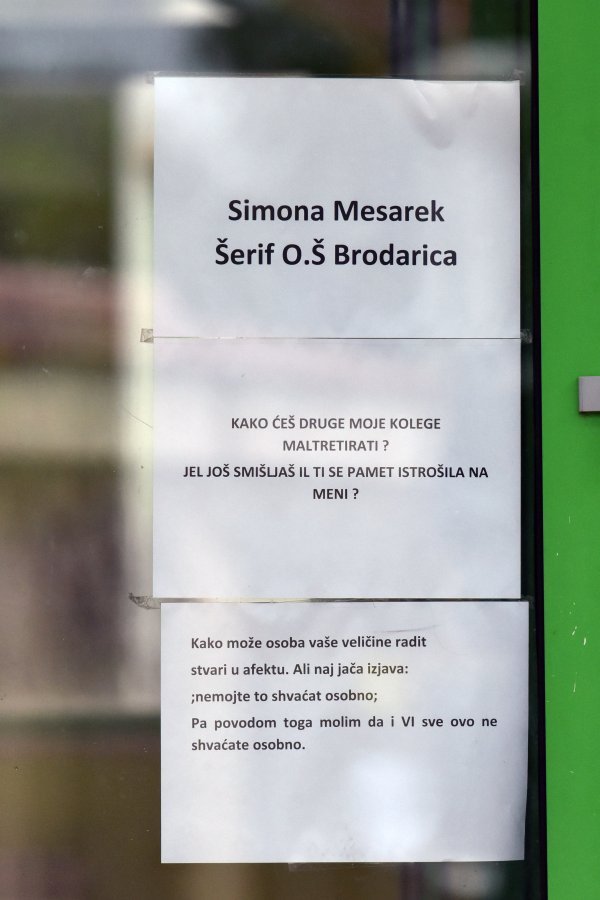 Simona Mesarek
Šerif O.Š Brodarica
KAKO ĆEŠ DRUGE MOJE KOLEGE
MALTRETIRATI ?
JEL JOŠ SMIŠLJAŠ IL TI SE PAMET ISTROŠILA NA
MENI ?
Kako može osoba vaše veličine radit
stvari u afektu. Ali naj jača izjava:
;nemojte to shvaćat osobno;
Pa povodom toga molim da i VI sve ovo ne
shvaćate osobno.